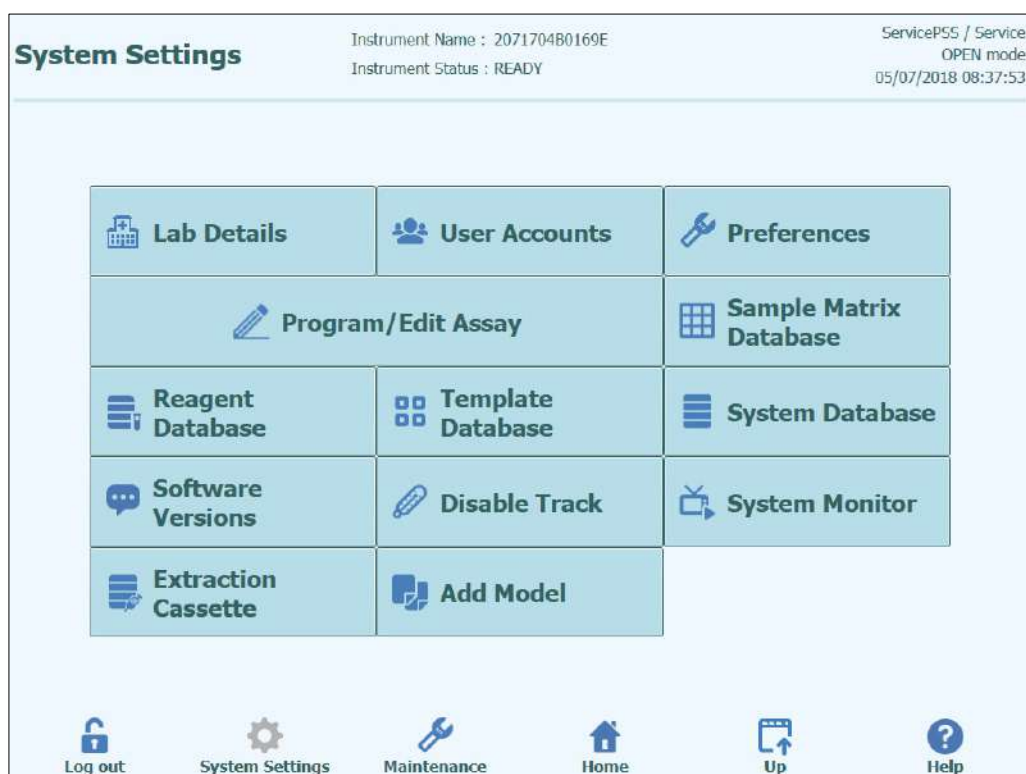 System Settings
Instrument Name : 207170480169E
Instrument Status : READY
ServicePSS / Service
OPEN mode
05/07/2018 08:37:53
Lab Details
User Accounts
Preferences
Program/Edit Assay
Sample Matrix
Database
Reagent
Database
Template
Database
System Database
Software
Versions
Disable Track
System Monitor
Extraction
Cassette
Add Model
Log out
System Settings
Maintenance
Home
Up
Help